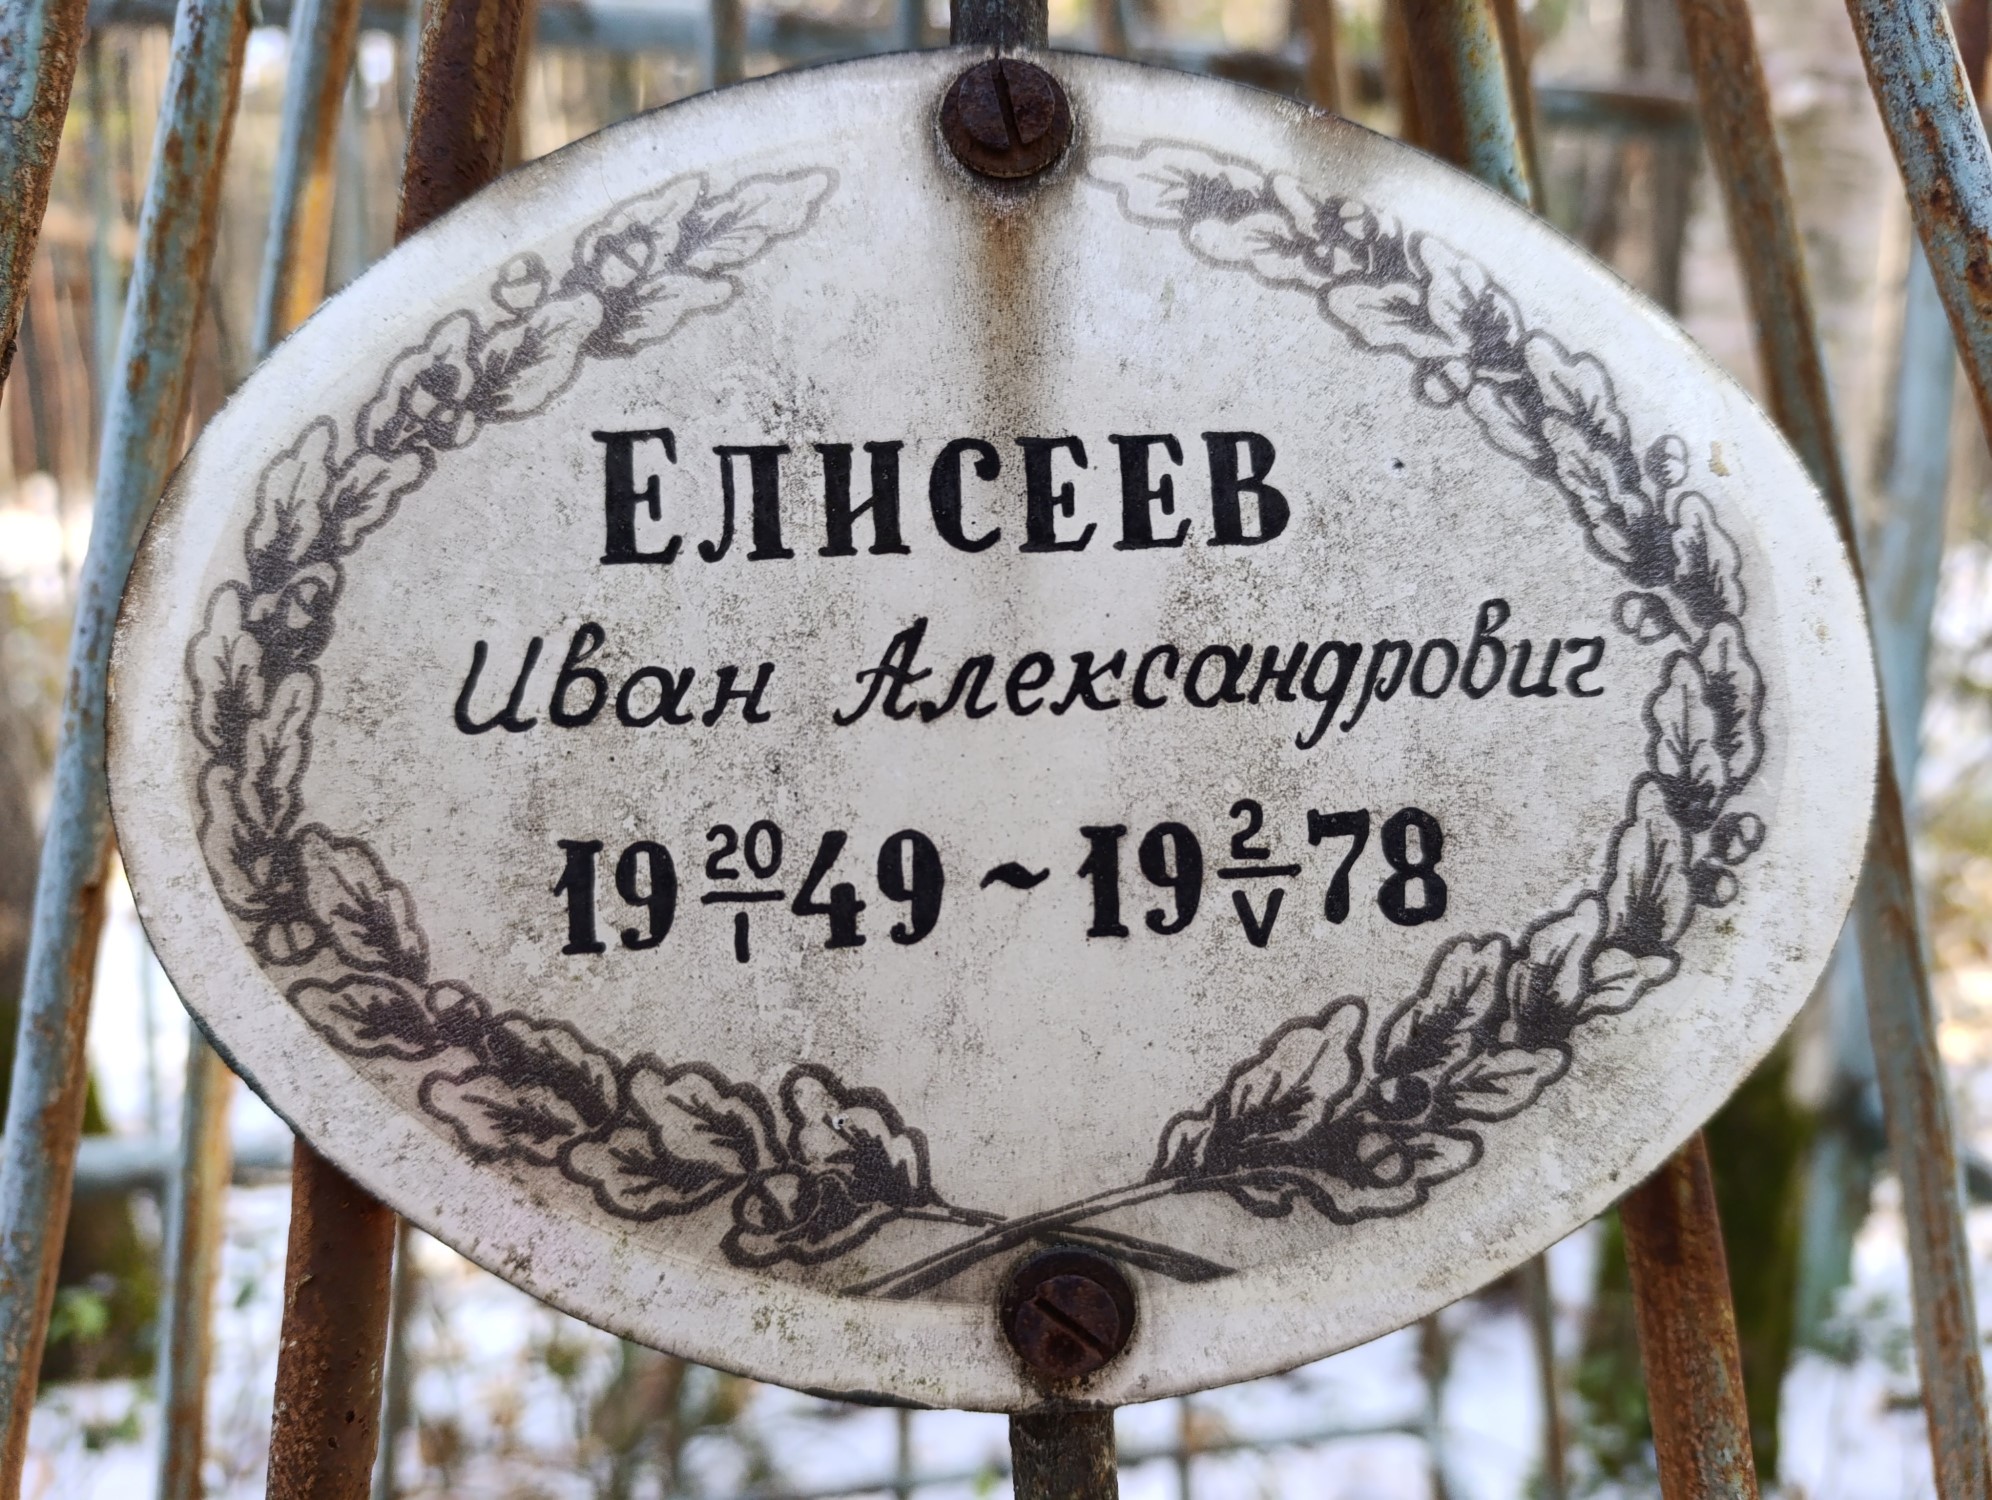 Елисеев
Иван Александрович
19 20/I 49 ~ 19 2/V 78